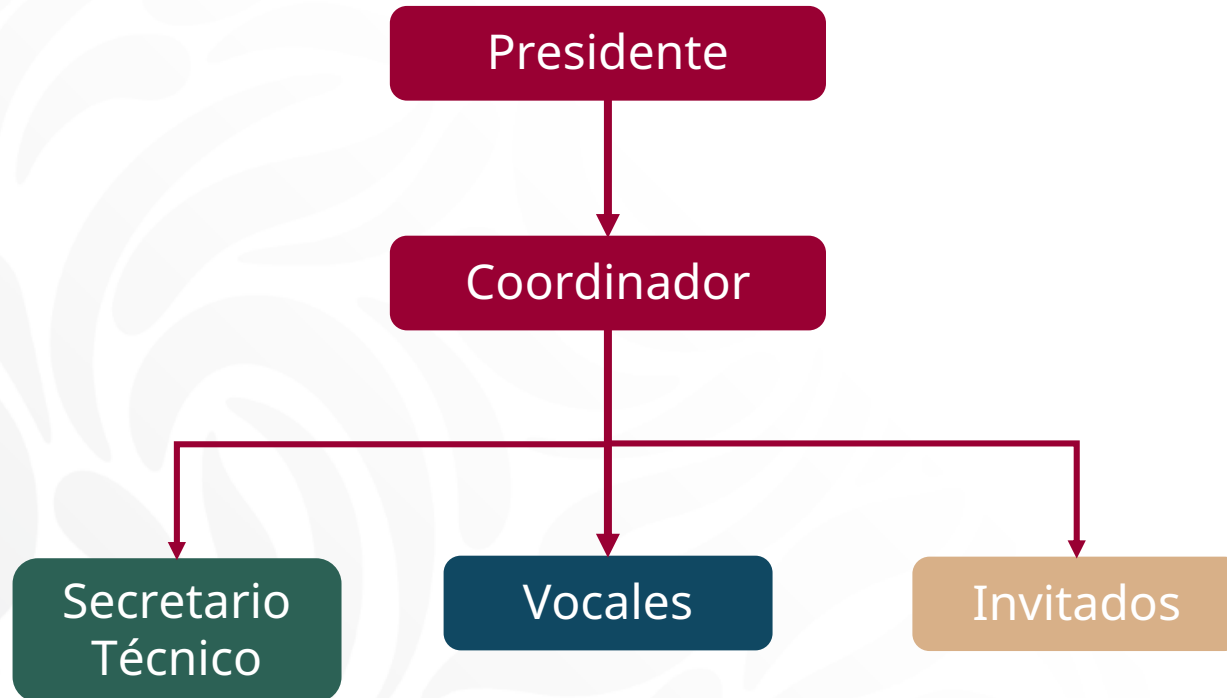 Presidente
Coordinador
Secretario
Técnico
Vocales
Invitados